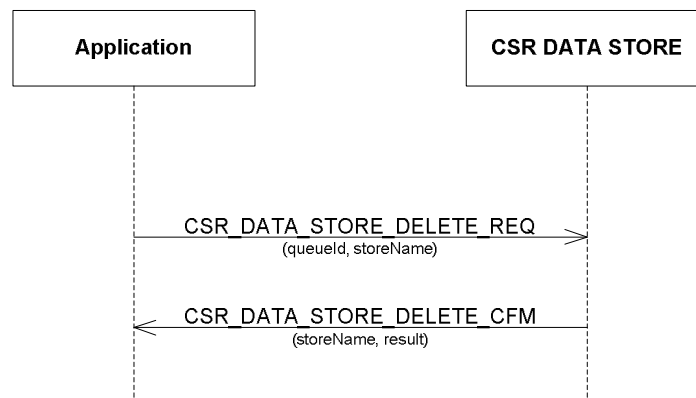 Application
CSR DATA STORE
CSR_DATA_STORE_DELETE_REQ
(queueId, storeName)
CSR_DATA_STORE_DELETE_CFM
(storeName, result)